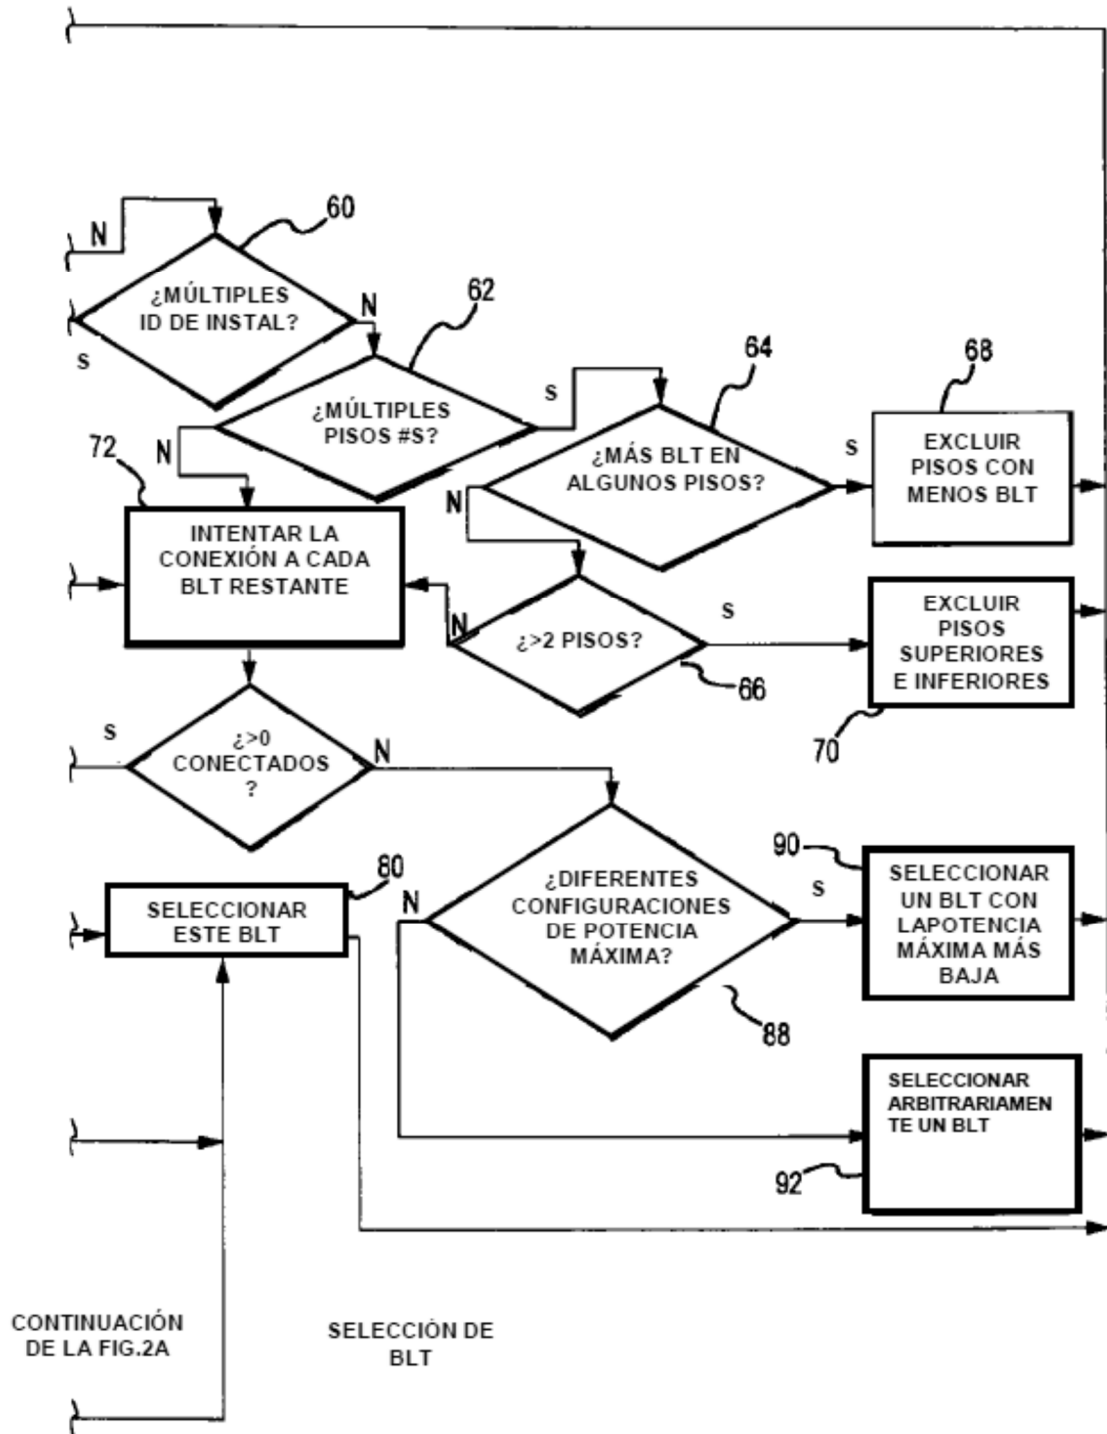 60
N
¿MÚLTIPLES
ID DE INSTAL?
N
S
62
¿MÚLTIPLES
PISOS #S?
S
N
64
¿MÁS BLT EN
ALGUNOS PISOS?
S
N
68
EXCLUIR
PISOS CON
MENOS BLT
72
INTENTAR LA
CONEXIÓN A CADA
BLT RESTANTE
N
¿>2 PISOS?
S
66
EXCLUIR
PISOS
SUPERIORES
E INFERIORES
70
S
¿>0
CONECTADOS
?
N
80
SELECCIONAR
ESTE BLT
N
¿DIFERENTES
CONFIGURACIONES
DE POTENCIA
MÁXIMA?
S
88
90
SELECCIONAR
UN BLT CON
LAPOTENCIA
MÁXIMA MÁS
BAJA
SELECCIONAR
ARBITRARIAMEN
TE UN BLT
92
CONTINUACIÓN
DE LA FIG.2A
SELECCIÓN DE
BLT